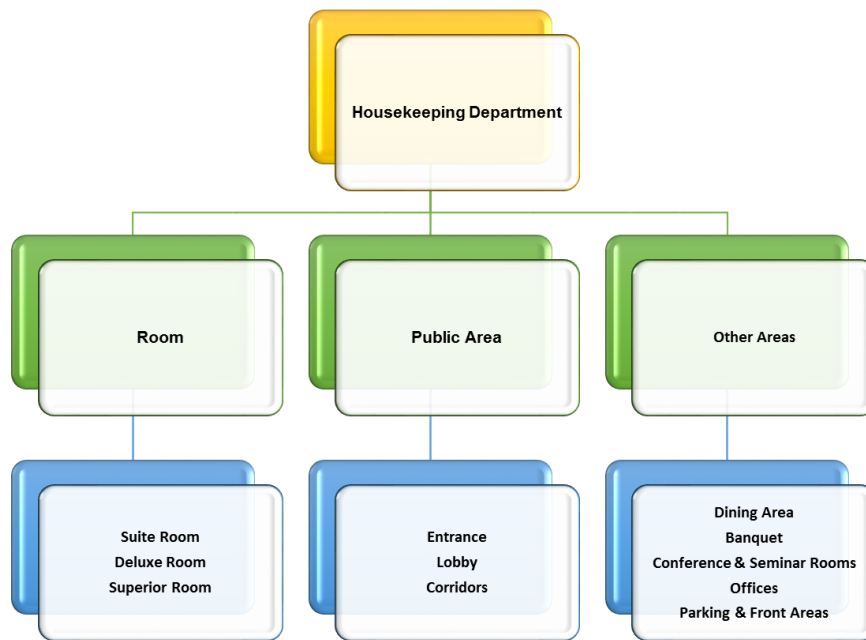 Housekeeping Department
Room
Public Area
Other Areas
Suite Room
Deluxe Room
Superior Room
Entrance
Lobby
Corridors
Dining Area
Banquet
Conference & Seminar Rooms
Offices
Parking & Front Areas